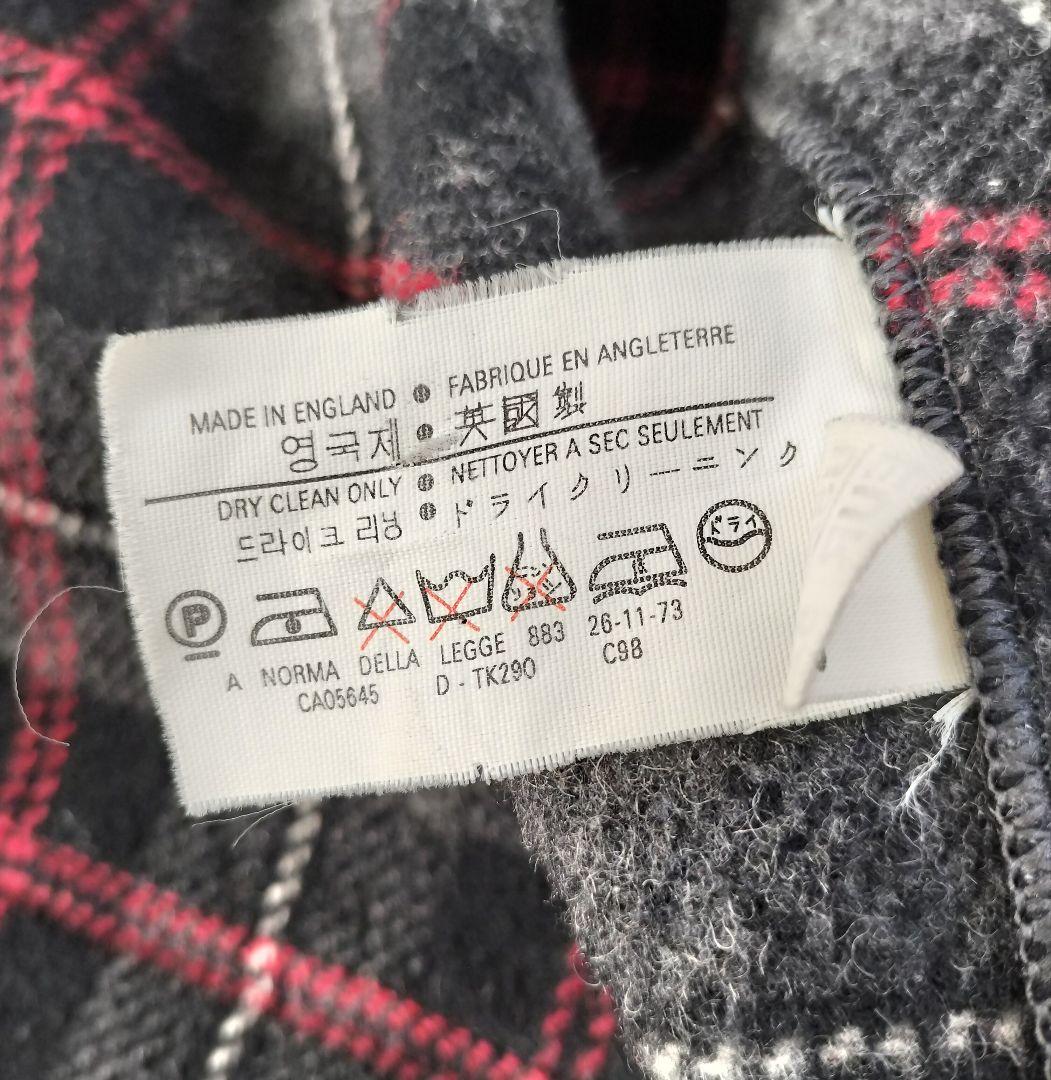 MADE IN ENGLAND FABRIQUE EN ANGLETERRE
영국제 英國製
DRY CLEAN ONLY NETTOYER A SEC SEULEMENT
드라이크리닝 ドライクリーニング
P ドライ
A NORMA DELLA LEGGE 883 26-11-73
CA05645 D-TK290 C98